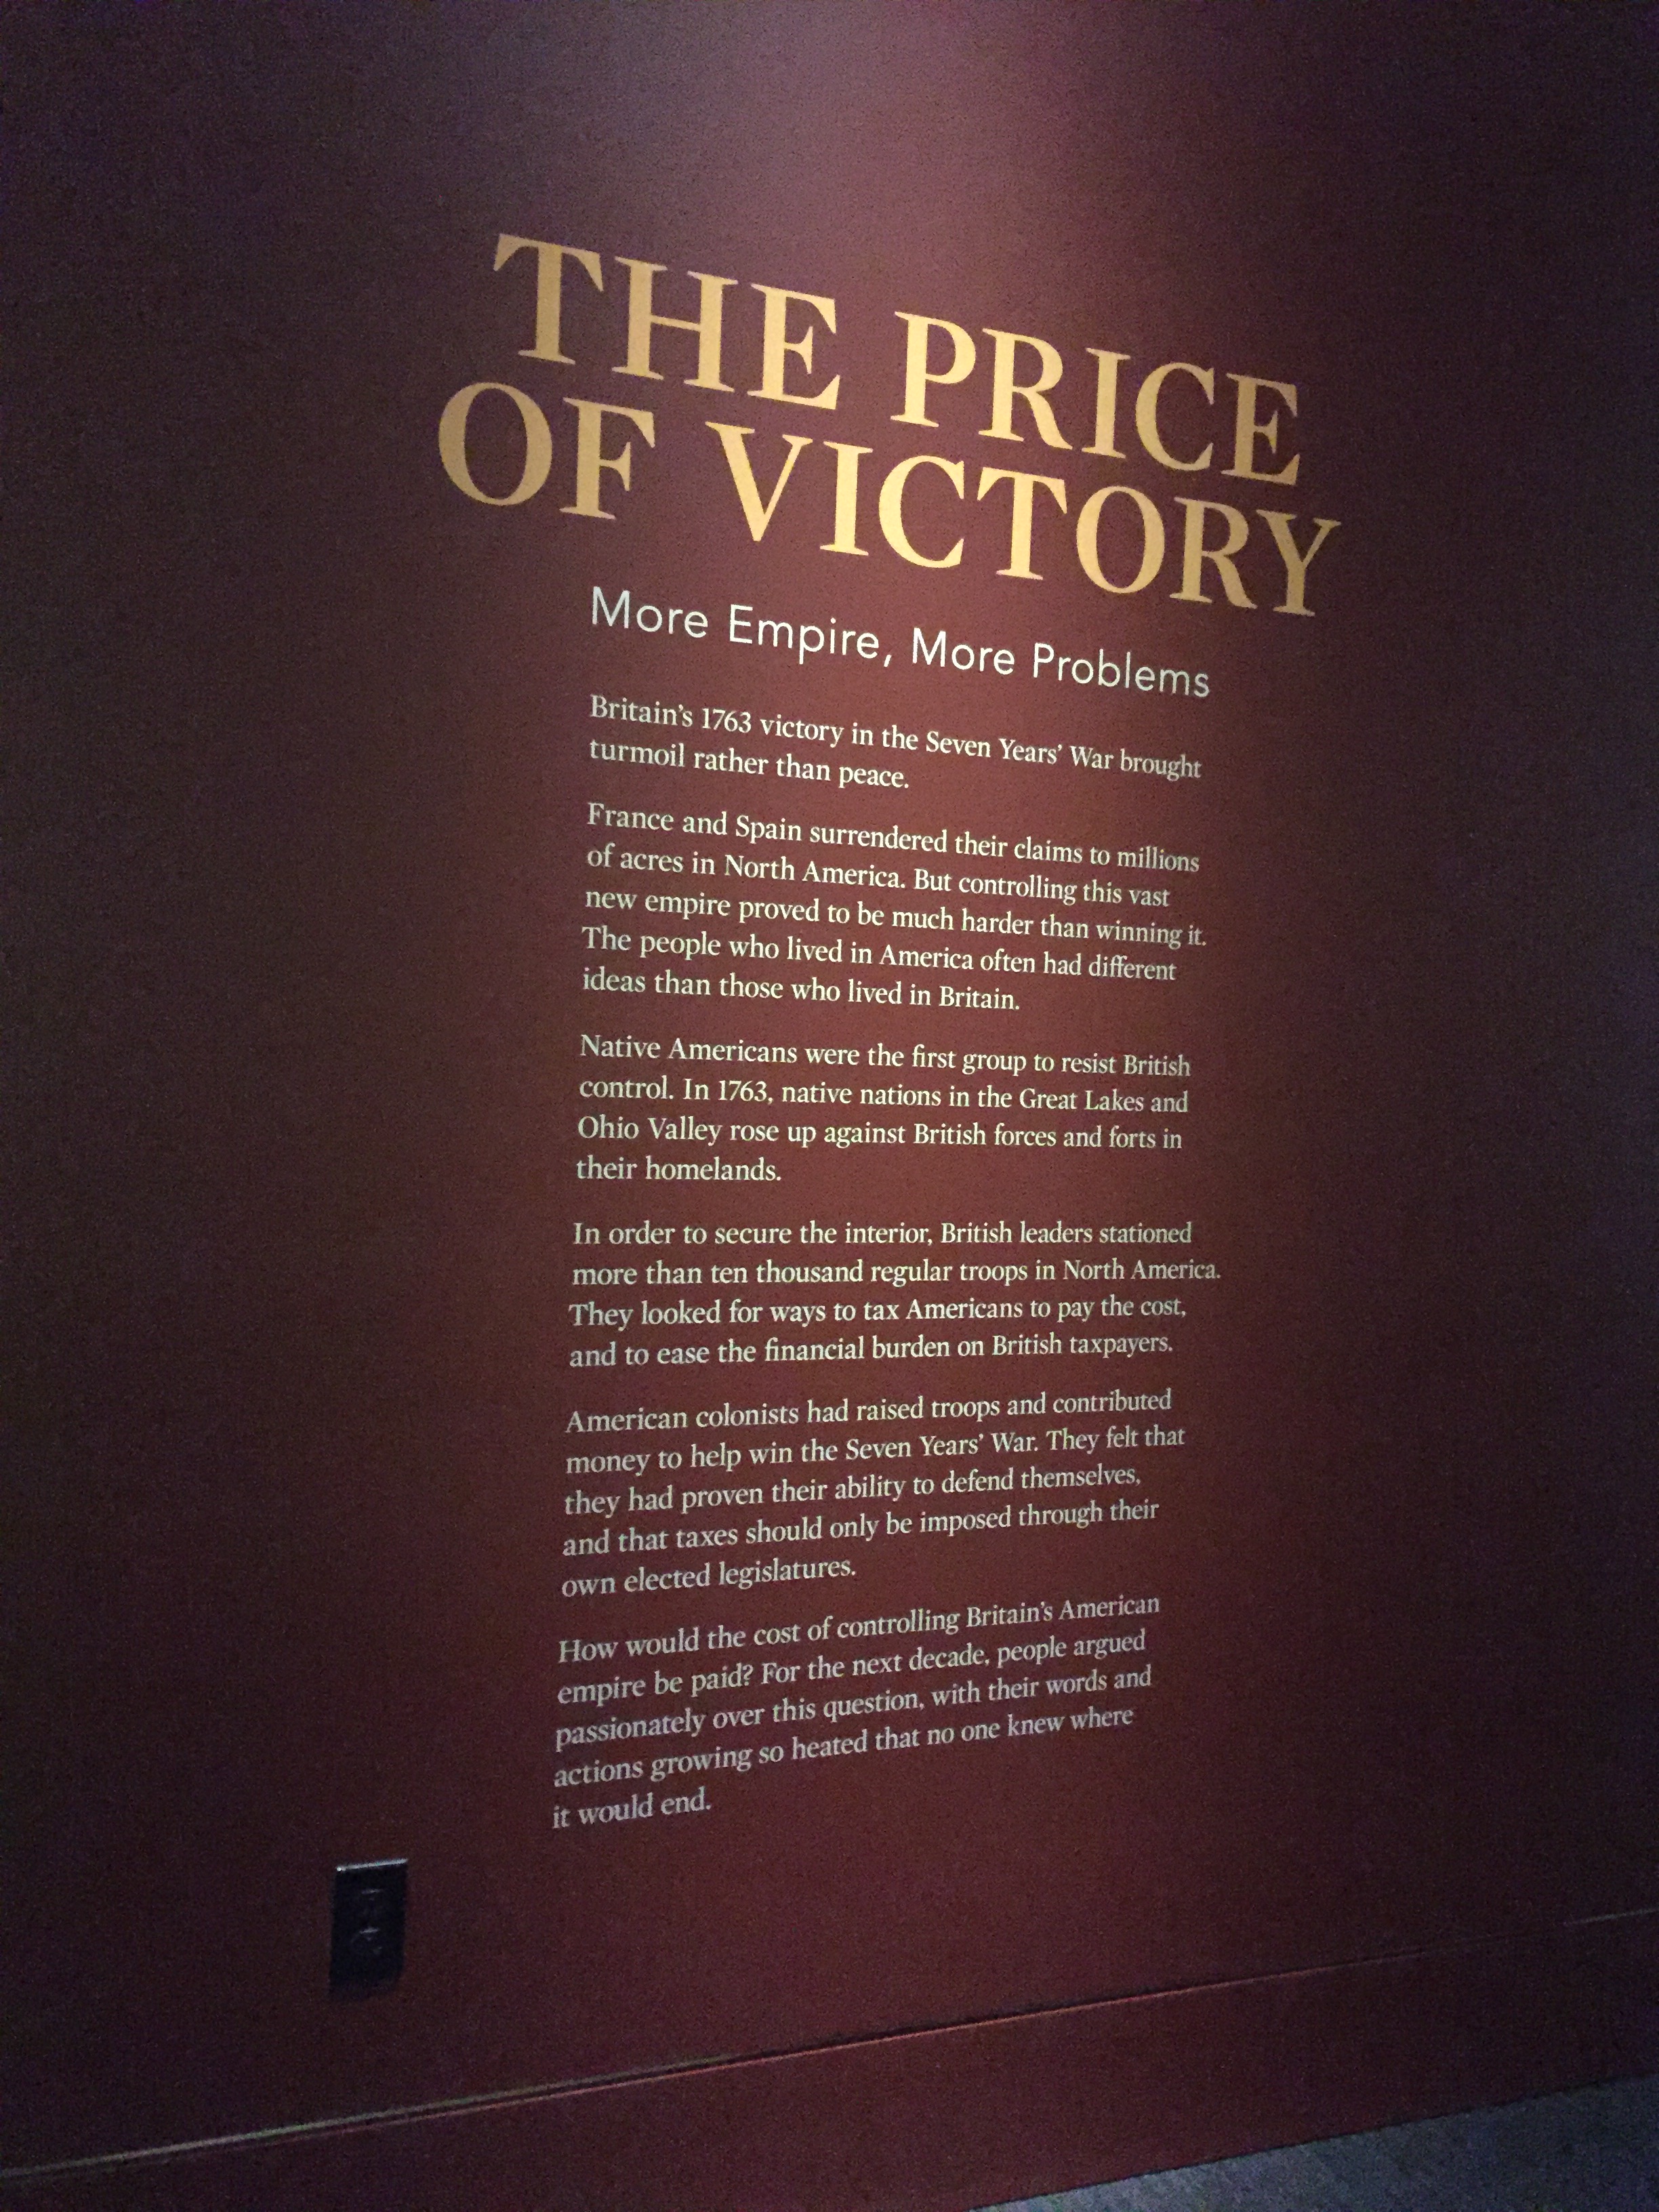 THE PRICE
OF VICTORY
More Empire, More Problems
Britain's 1763 victory in the Seven Years' War brought
turmoil rather than peace.
France and Spain surrendered their claims to millions
of acres in North America. But controlling this vast
new empire proved to be much harder than winning it.
The people who lived in America often had different
ideas than those who lived in Britain.
Native Americans were the first group to resist British
control. In 1763, native nations in the Great Lakes and
Ohio Valley rose up against British forces and forts in
their homelands.
In order to secure the interior, British leaders stationed
more than ten thousand regular troops in North America.
They looked for ways to tax Americans to pay the cost,
and to ease the financial burden on British taxpayers.
American colonists had raised troops and contributed
money to help win the Seven Years' War. They felt that
they had proven their ability to defend themselves,
and that taxes should only be imposed through their
own elected legislatures.
How would the cost of controlling Britain's American
empire be paid? For the next decade, people argued
passionately over this question, with their words and
actions growing so heated that no one knew where
it would end.